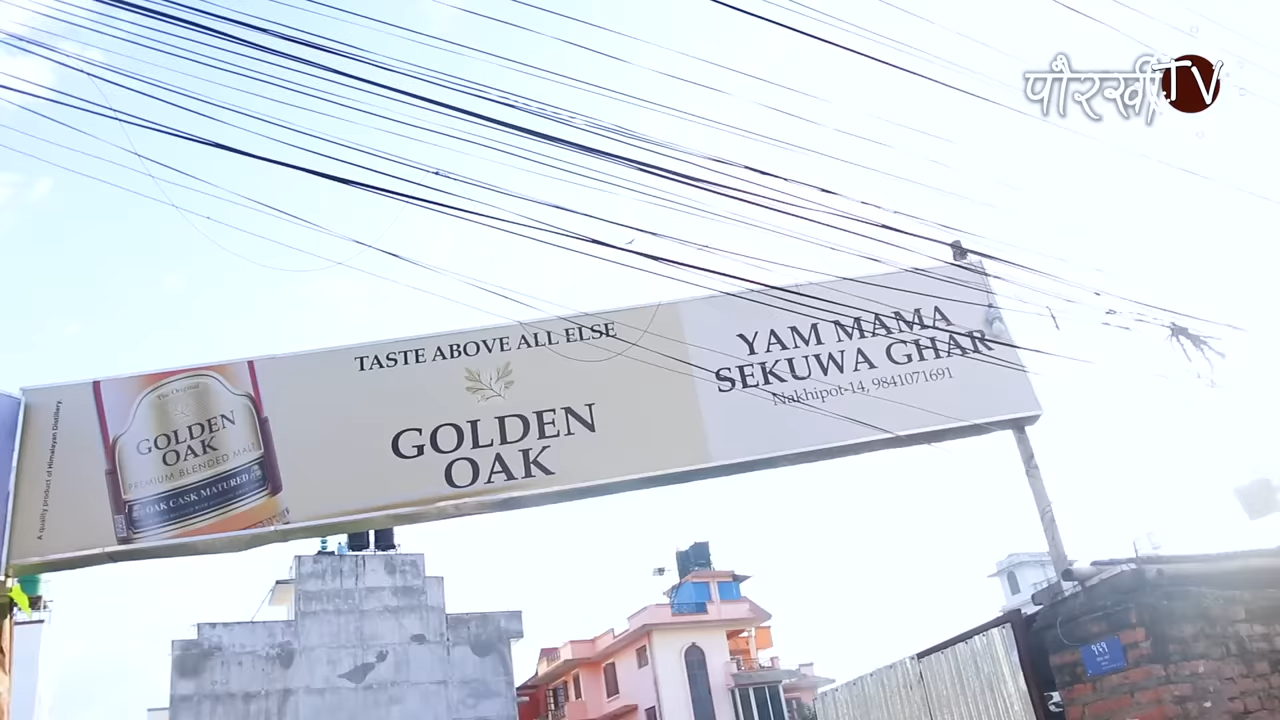 पौरखी TV
A quality product of Himalayan Distillery.
The Original
GOLDEN
OAK
PREMIUM BLENDED MALT
OAK CASK MATURED
TASTE ABOVE ALL ELSE
GOLDEN
OAK
YAM MAMA
SEKUWA GHAR
Nakhipot-14, 9841071691
१६१